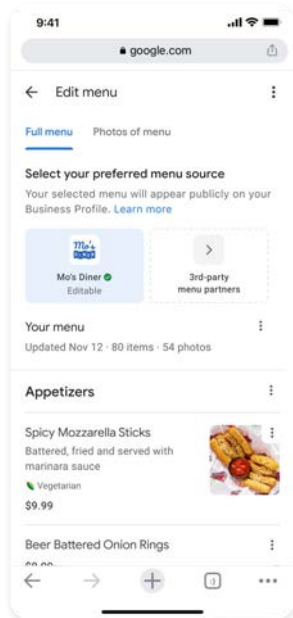 9:41
google.com
Edit menu
Full menu Photos of menu
Select your preferred menu source
Your selected menu will appear publicly on your
Business Profile. Learn more
Mo's
DINER
Mo's Diner
Editable
3rd-party
menu partners
Your menu
Updated Nov 12 · 80 items · 54 photos
Appetizers
Spicy Mozzarella Sticks
Battered, fried and served with
marinara sauce
Vegetarian
$9.99
Beer Battered Onion Rings
:)